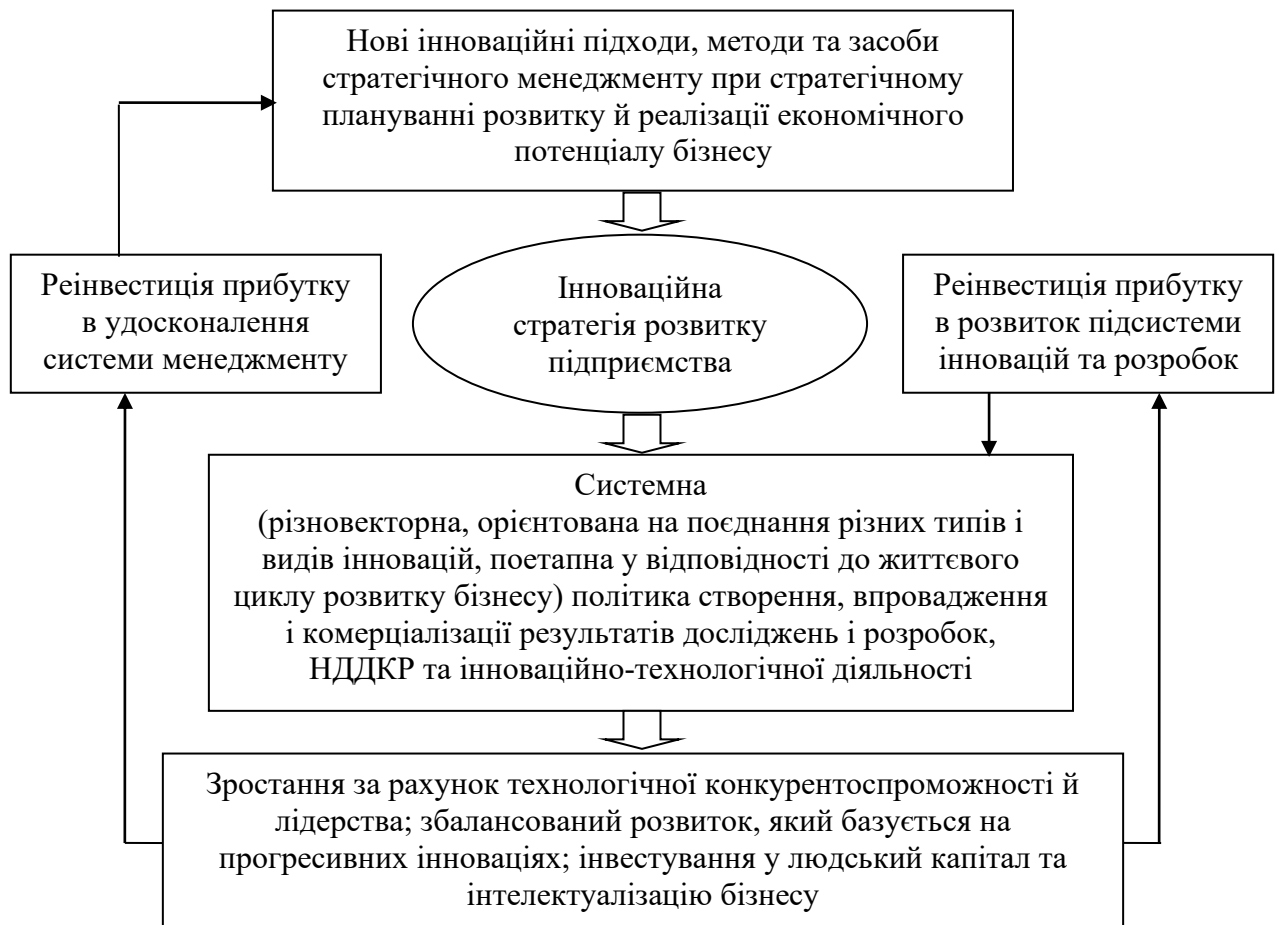 Нові інноваційні підходи, методи та засоби
стратегічного менеджменту при стратегічному
плануванні розвитку й реалізації економічного
потенціалу бізнесу
Реінвестиція прибутку
в удосконалення
системи менеджменту
Інноваційна
стратегія розвитку
підприємства
Реінвестиція прибутку
в розвиток підсистеми
інновацій та розробок
Системна
(різновекторна, орієнтована на поєднання різних типів і
видів інновацій, поетапна у відповідності до життєвого
циклу розвитку бізнесу) політика створення, впровадження
і комерціалізації результатів досліджень і розробок,
НДДКР та інноваційно-технологічної діяльності
Зростання за рахунок технологічної конкурентоспроможності й
лідерства; збалансований розвиток, який базується на
прогресивних інноваціях; інвестування у людський капітал та
інтелектуалізацію бізнесу